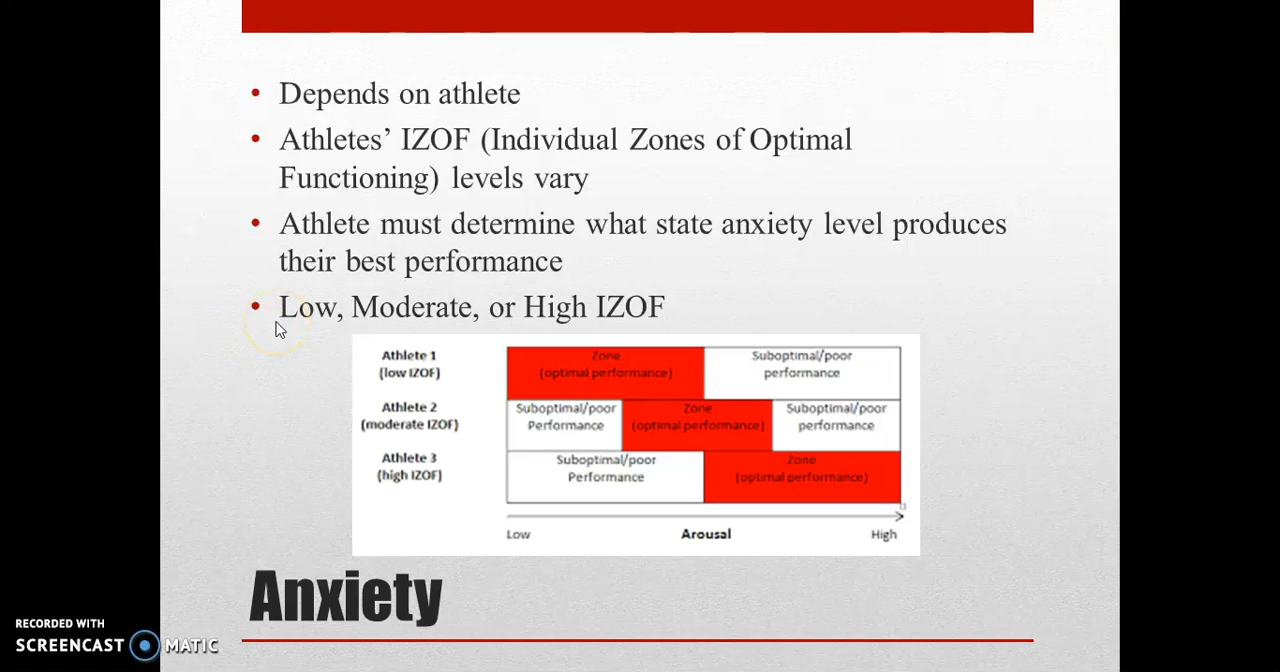 • Depends on athlete
• Athletes’ IZOF (Individual Zones of Optimal
Functioning) levels vary
• Athlete must determine what state anxiety level produces
their best performance
• Low, Moderate, or High IZOF
Athlete 1
(low IZOF)
Zone
(optimal performance)
Suboptimal/poor
performance
Athlete 2
(moderate IZOF)
Suboptimal/poor
Performance
Zone
(optimal performance)
Suboptimal/poor
performance
Athlete 3
(high IZOF)
Suboptimal/poor
Performance
Zone
(optimal performance)
Low
Arousal
High
Anxiety
RECORDED WITH
SCREENCAST MATIC